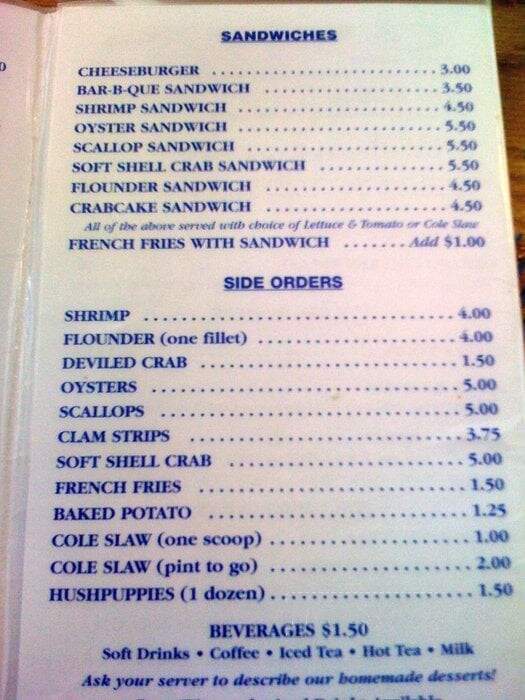 SANDWICHES
CHEESEBURGER ........................ 3.00
BAR-B-QUE SANDWICH .................... 3.50
SHRIMP SANDWICH ..................... 4.50
OYSTER SANDWICH ..................... 5.50
SCALLOP SANDWICH .................... 5.50
SOFT SHELL CRAB SANDWICH ............. 5.50
FLOUNDER SANDWICH .................. 4.50
CRABCAKE SANDWICH .................. 4.50
All of the above served with choice of Lettuce & Tomato or Cole Slaw
FRENCH FRIES WITH SANDWICH ....... Add $1.00
SIDE ORDERS
SHRIMP ............................. 4.00
FLOUNDER (one fillet) .................. 4.00
DEVILED CRAB ........................ 1.50
OYSTERS ............................ 5.00
SCALLOPS ........................... 5.00
CLAM STRIPS ......................... 3.75
SOFT SHELL CRAB ..................... 5.00
FRENCH FRIES ........................ 1.50
BAKED POTATO ....................... 1.25
COLE SLAW (one scoop) ................. 1.00
COLE SLAW (pint to go) ................. 2.00
HUSHPUPPIES (1 dozen) ................. 1.50
BEVERAGES $1.50
Soft Drinks • Coffee • Iced Tea • Hot Tea • Milk
Ask your server to describe our homemade desserts!